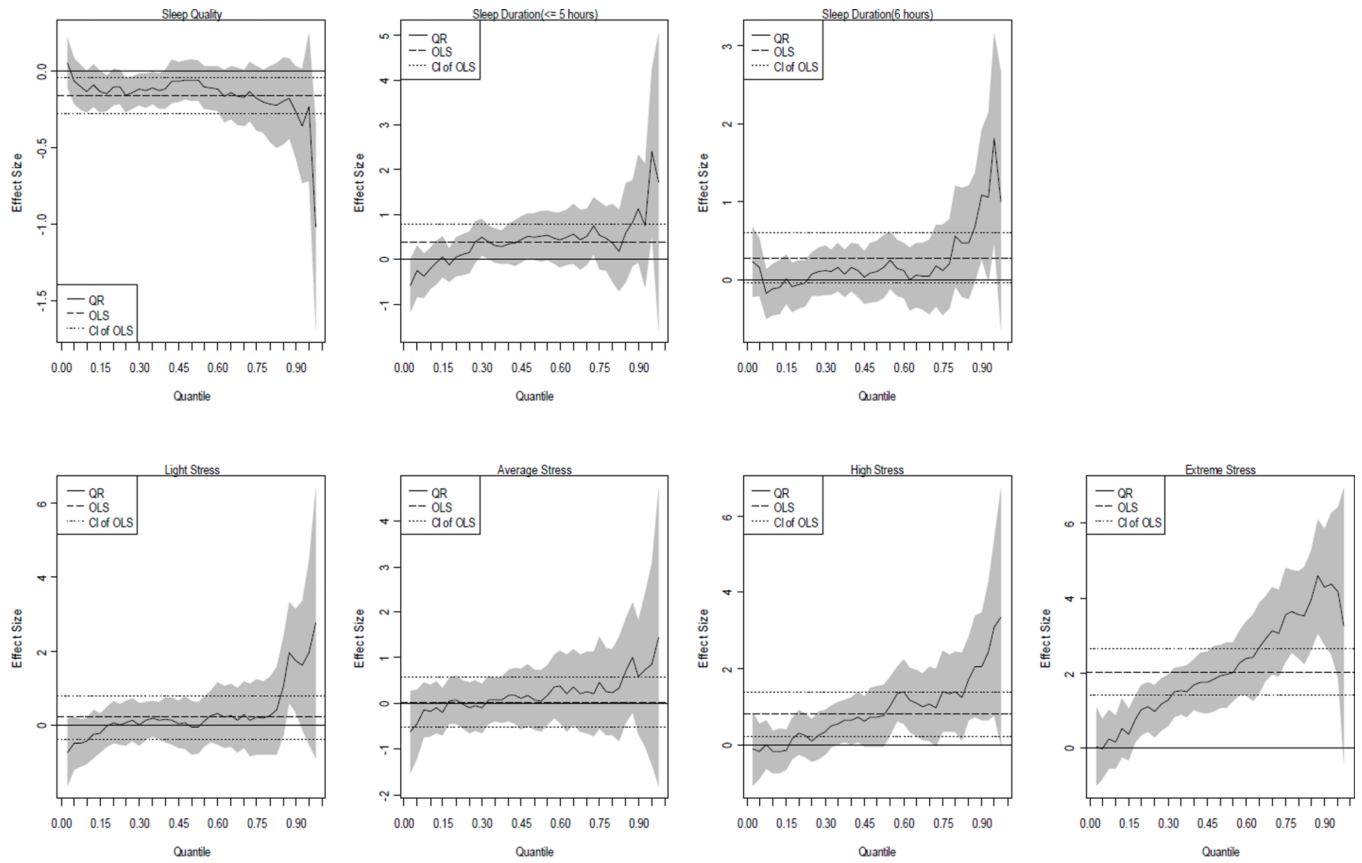 Sleep Quality
Sleep Duration(<= 5 hours)
Sleep Duration(6 hours)
QR
OLS
CI of OLS
0.0
-0.5
-1.0
-1.5
Effect Size
0.00 0.15 0.30 0.45 0.60 0.75 0.90
Quantile
QR
OLS
CI of OLS
5
4
3
2
1
0
-1
Effect Size
0.00 0.15 0.30 0.45 0.60 0.75 0.90
Quantile
QR
OLS
CI of OLS
3
2
1
0
Effect Size
0.00 0.15 0.30 0.45 0.60 0.75 0.90
Quantile
Light Stress
Average Stress
High Stress
Extreme Stress
QR
OLS
CI of OLS
6
4
2
0
Effect Size
0.00 0.15 0.30 0.45 0.60 0.75 0.90
Quantile
QR
OLS
CI of OLS
4
3
2
1
0
-1
-2
Effect Size
0.00 0.15 0.30 0.45 0.60 0.75 0.90
Quantile
QR
OLS
CI of OLS
6
4
2
0
Effect Size
0.00 0.15 0.30 0.45 0.60 0.75 0.90
Quantile
QR
OLS
CI of OLS
6
4
2
0
Effect Size
0.00 0.15 0.30 0.45 0.60 0.75 0.90
Quantile